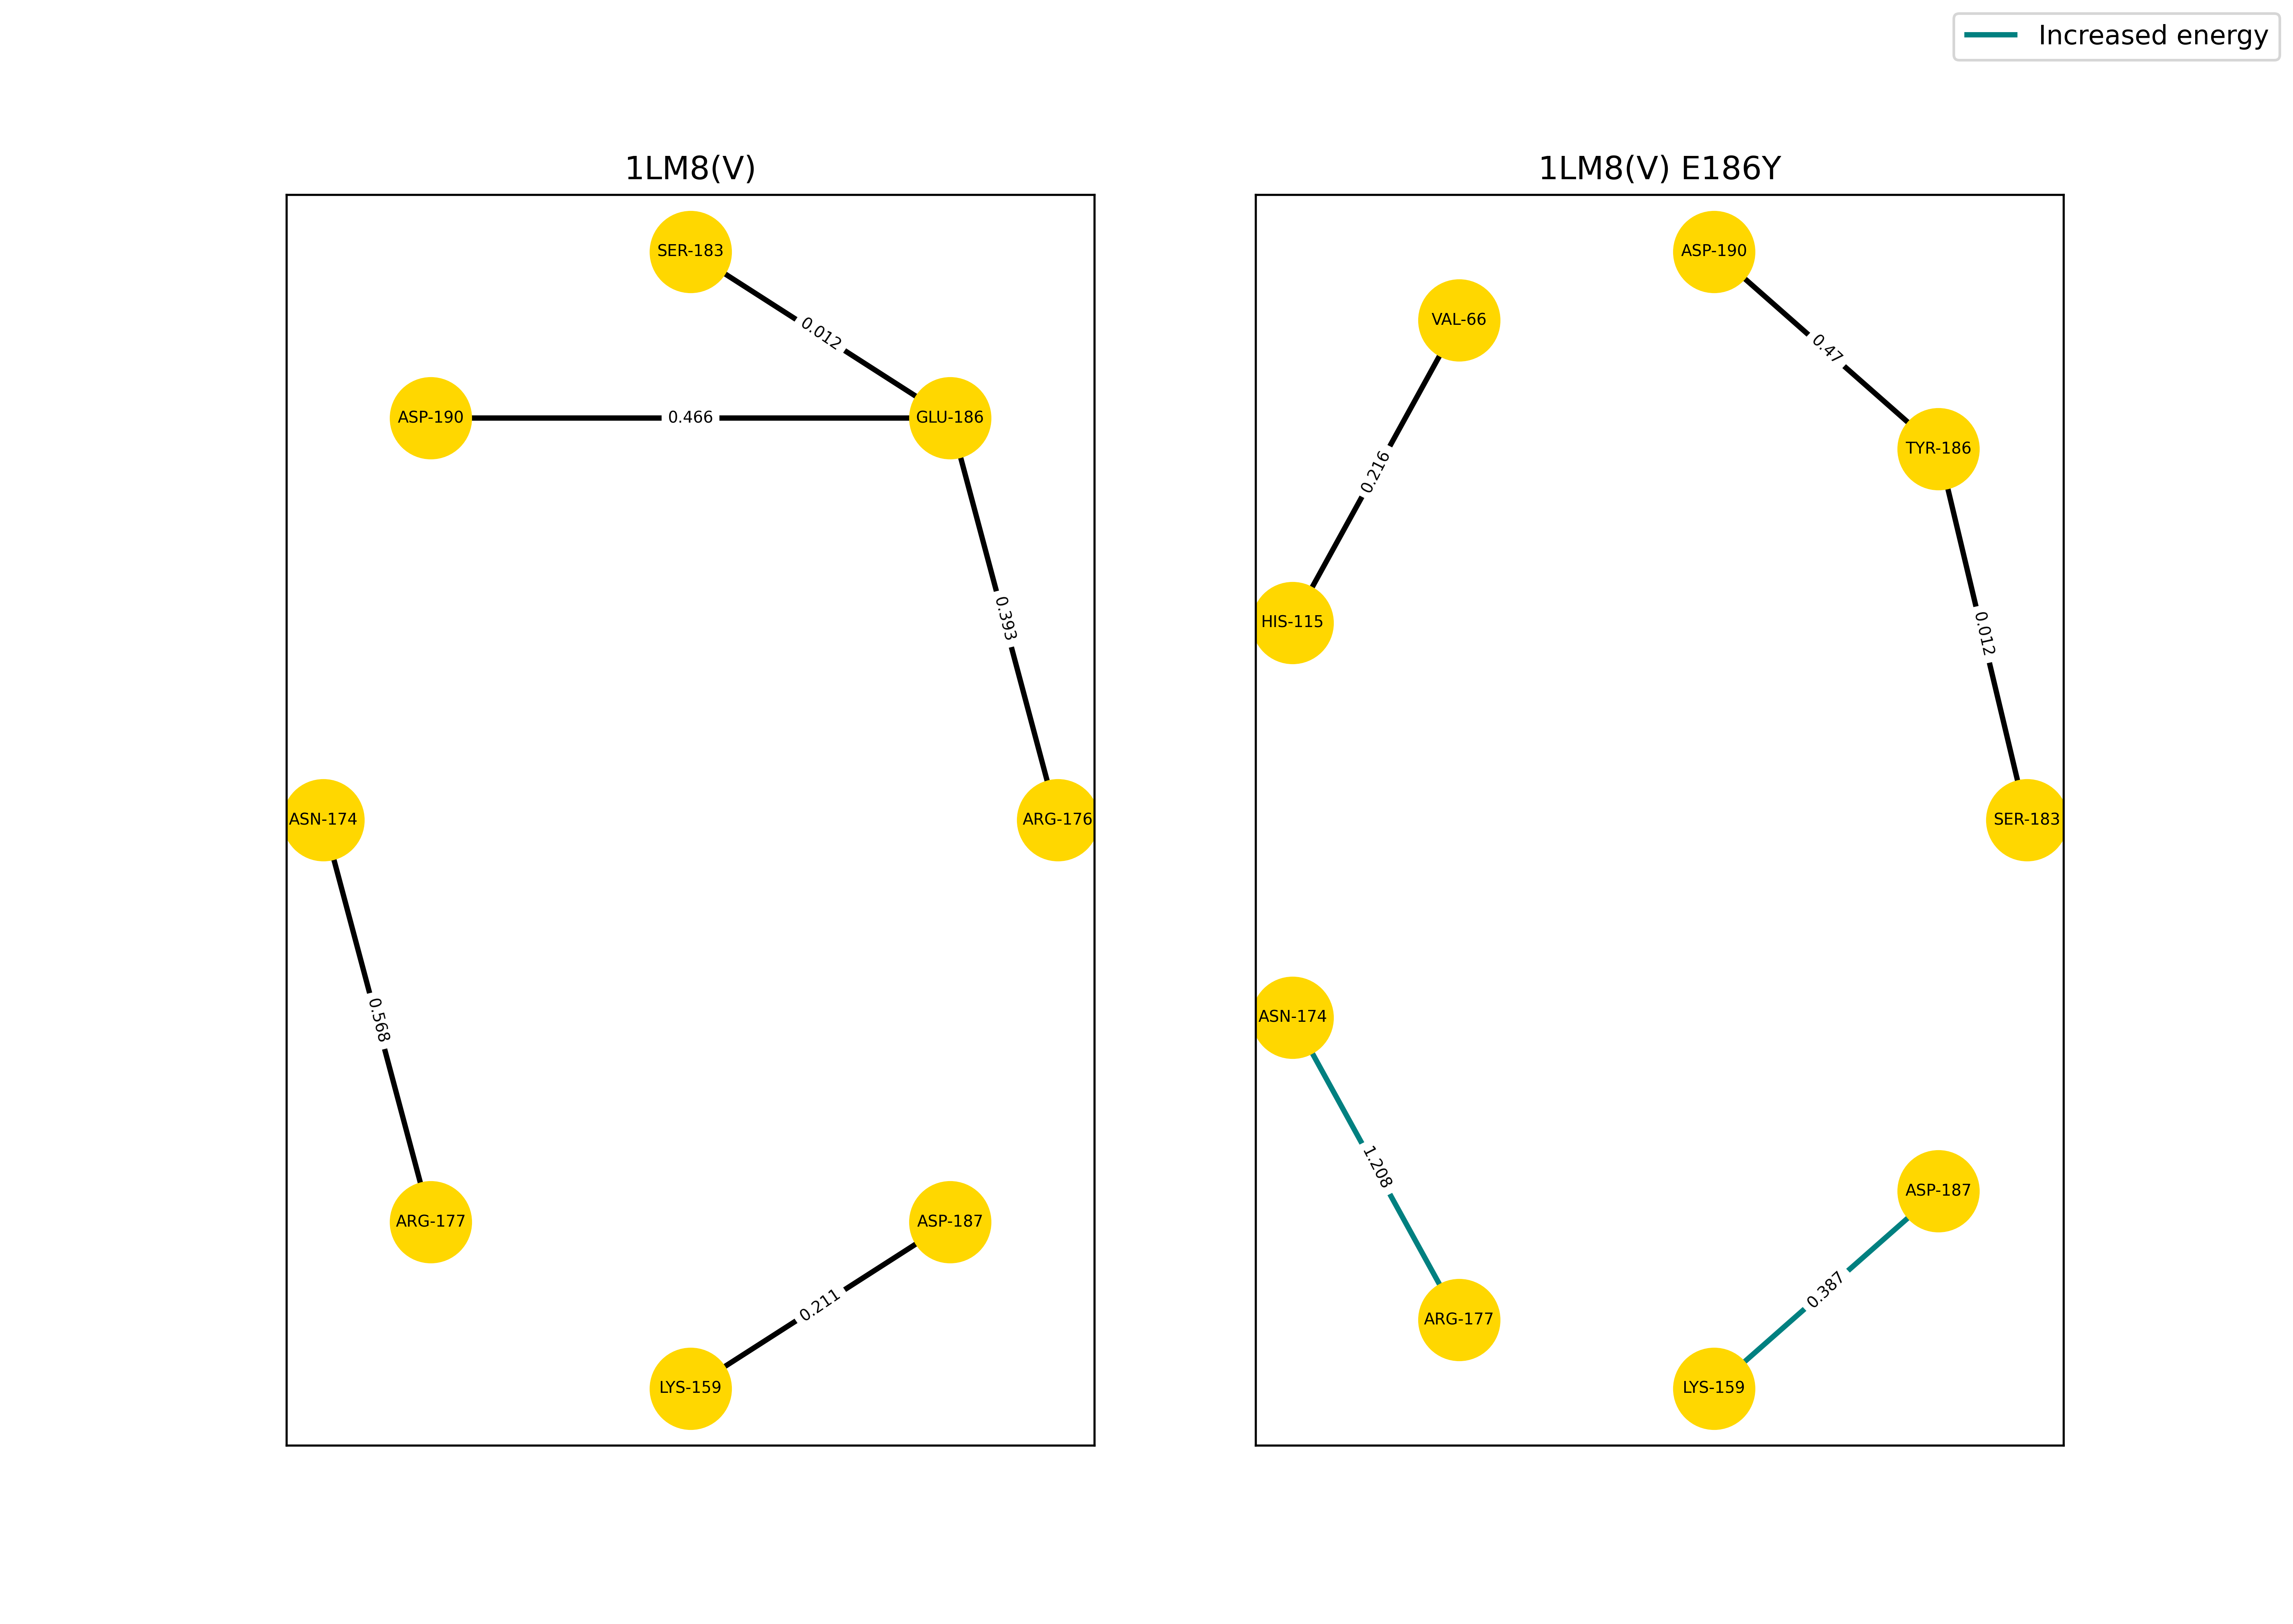 Increased energy
1LM8(V)
SER-183
0.012
ASP-190
0.466
GLU-186
0.393
ASN-174
ARG-176
0.568
ARG-177
ASP-187
0.211
LYS-159
1LM8(V) E186Y
ASP-190
VAL-66
0.47
TYR-186
0.216
HIS-115
0.012
SER-183
ASN-174
1.208
ASP-187
0.387
ARG-177
LYS-159